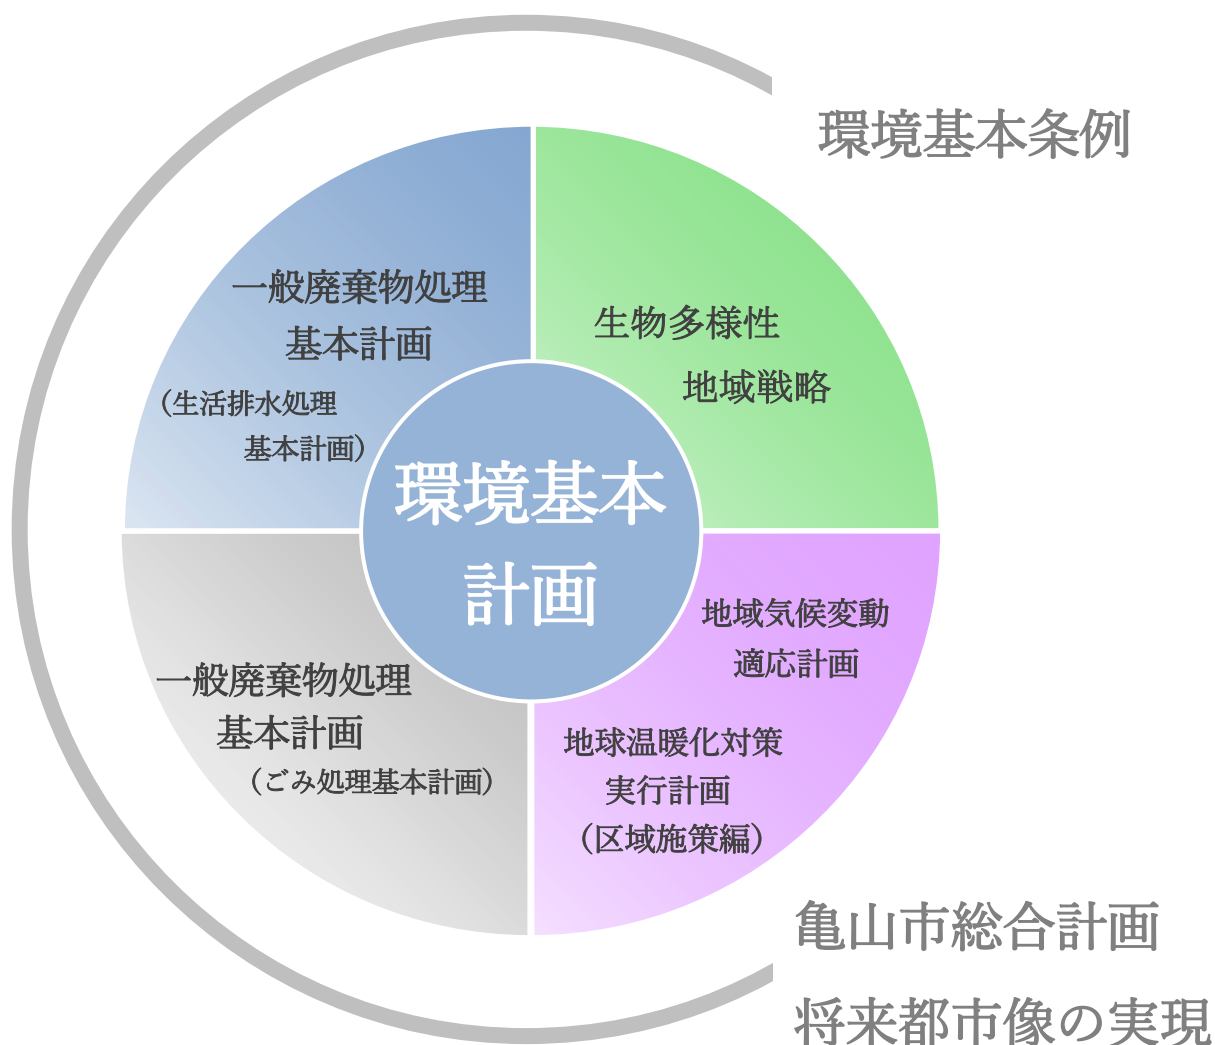 環境基本条例
一般廃棄物処理
基本計画
（生活排水処理
基本計画）
生物多様性
地域戦略
環境基本
計画
地域気候変動
適応計画
地球温暖化対策
実行計画
（区域施策編）
一般廃棄物処理
基本計画
（ごみ処理基本計画）
亀山市総合計画
将来都市像の実現